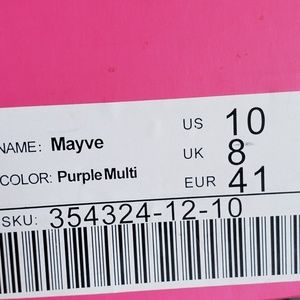 NAME: Mayve
COLOR: Purple Multi
US 10
UK 8
EUR 41
SKU: 354324-12-10